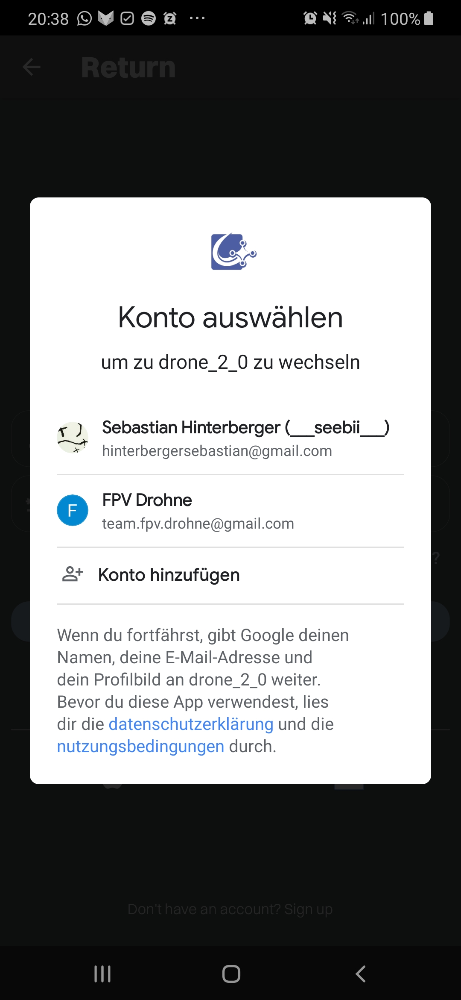 20:38
100%
Return
Konto auswählen
um zu drone_2_0 zu wechseln
Sebastian Hinterberger (___seebii___)
hinterbergersebastian@gmail.com
F
FPV Drohne
team.fpv.drohne@gmail.com
?
Konto hinzufügen
Wenn du fortfährst, gibt Google deinen
Namen, deine E-Mail-Adresse und
dein Profilbild an drone_2_0 weiter.
Bevor du diese App verwendest, lies
dir die datenschutzerklärung und die
nutzungsbedingungen durch.
Don't have an account? Sign up